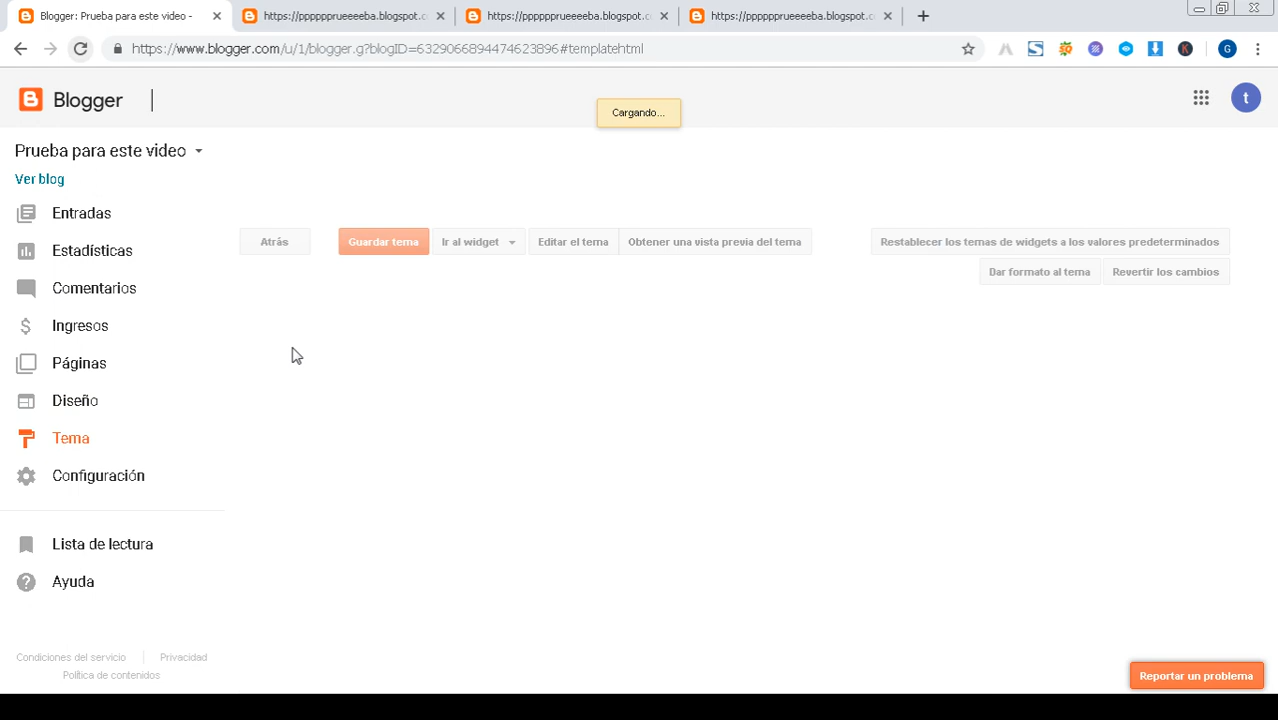 Blogger: Prueba para este video -
https://ppppppprueeeeba.blogspot.c
https://ppppppprueeeeba.blogspot.c
https://ppppppprueeeeba.blogspot.c
https://www.blogger.com/u/1/blogger.g?blogID=6329066894474623896#templatehtml
G
Blogger
Cargando...
t
Prueba para este video
Ver blog
Entradas
Estadísticas
Comentarios
Ingresos
Páginas
Diseño
Tema
Configuración
Lista de lectura
Ayuda
Atrás
Guardar tema
Ir al widget
Editar el tema
Obtener una vista previa del tema
Restablecer los temas de widgets a los valores predeterminados
Dar formato al tema
Revertir los cambios
Condiciones del servicio
Privacidad
Política de contenidos
Reportar un problema